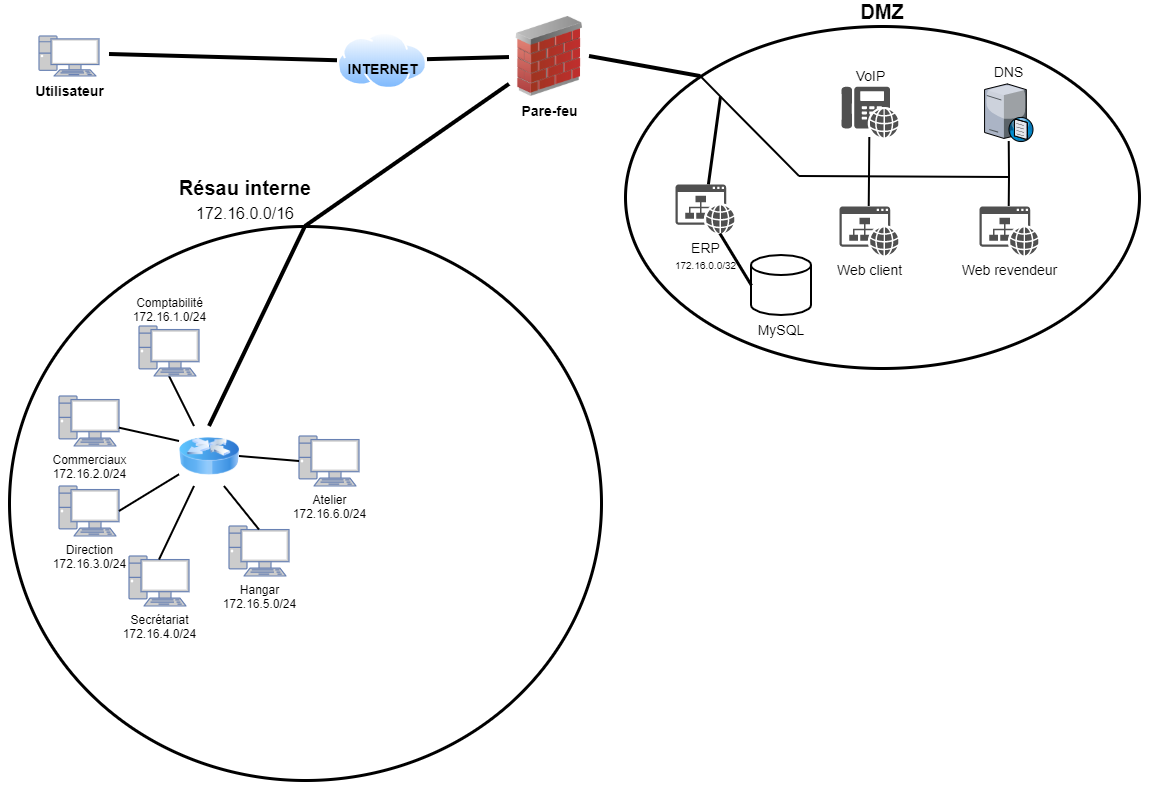 DMZ
INTERNET
Utilisateur
Pare-feu
VoIP
DNS
Résau interne
172.16.0.0/16
ERP
172.16.0.0/32
Web client
Web revendeur
MySQL
Comptabilité
172.16.1.0/24
Commerciaux
172.16.2.0/24
Atelier
172.16.6.0/24
Direction
172.16.3.0/24
Hangar
172.16.5.0/24
Secrétariat
172.16.4.0/24